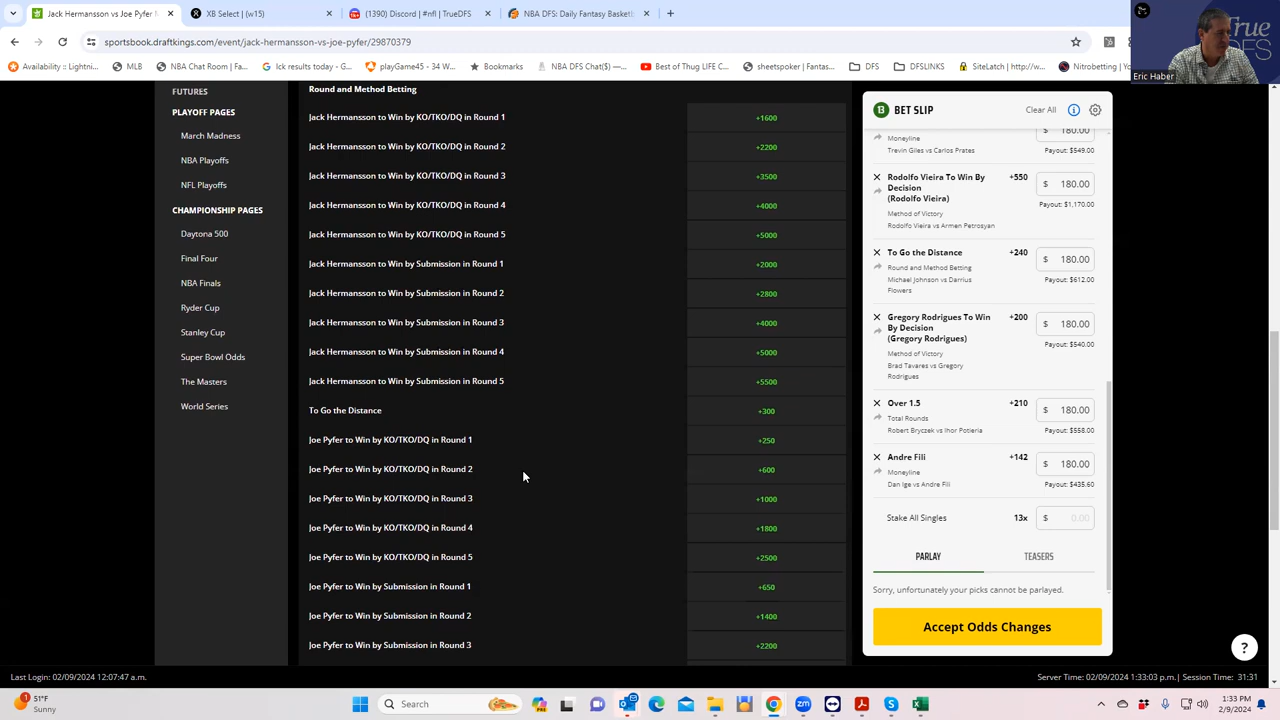 Jack Hermansson vs Joe Pyfer
XB Select | (w15)
(1390) Discord | #nfl | TrueDFS
NBA DFS: Daily Fantasy Basketb
sportsbook.draftkings.com/event/jack-hermansson-vs-joe-pyfer/29870379
Availability :: Lightni...
MLB
NBA Chat Room | Fa...
Ick results today - G...
playGame45 - 34 W...
Bookmarks
NBA DFS Chat($) —...
Best of Thug LIFE C...
sheetspoker | Fantas...
DFS
DFSLINKS
SiteLatch | http://w...
Nitrobetting | You
True
DFS
Eric Haber
FUTURES
PLAYOFF PAGES
March Madness
NBA Playoffs
NFL Playoffs
CHAMPIONSHIP PAGES
Daytona 500
Final Four
NBA Finals
Ryder Cup
Stanley Cup
Super Bowl Odds
The Masters
World Series
Round and Method Betting
Jack Hermansson to Win by KO/TKO/DQ in Round 1 +1600
Jack Hermansson to Win by KO/TKO/DQ in Round 2 +2200
Jack Hermansson to Win by KO/TKO/DQ in Round 3 +3500
Jack Hermansson to Win by KO/TKO/DQ in Round 4 +4000
Jack Hermansson to Win by KO/TKO/DQ in Round 5 +5000
Jack Hermansson to Win by Submission in Round 1 +2000
Jack Hermansson to Win by Submission in Round 2 +2800
Jack Hermansson to Win by Submission in Round 3 +4000
Jack Hermansson to Win by Submission in Round 4 +5000
Jack Hermansson to Win by Submission in Round 5 +5500
To Go the Distance +300
Joe Pyfer to Win by KO/TKO/DQ in Round 1 +250
Joe Pyfer to Win by KO/TKO/DQ in Round 2 +600
Joe Pyfer to Win by KO/TKO/DQ in Round 3 +1000
Joe Pyfer to Win by KO/TKO/DQ in Round 4 +1800
Joe Pyfer to Win by KO/TKO/DQ in Round 5 +2500
Joe Pyfer to Win by Submission in Round 1 +650
Joe Pyfer to Win by Submission in Round 2 +1400
Joe Pyfer to Win by Submission in Round 3 +2200
13 BET SLIP Clear All
$ 180.00
Moneyline
Trevin Giles vs Carlos Prates Payout: $549.00
Rodolfo Vieira To Win By +550 $ 180.00
Decision
(Rodolfo Vieira) Payout: $1,170.00
Method of Victory
Rodolfo Vieira vs Armen Petrosyan
To Go the Distance +240 $ 180.00
Round and Method Betting
Michael Johnson vs Darrius Payout: $612.00
Flowers
Gregory Rodrigues To Win +200 $ 180.00
By Decision
(Gregory Rodrigues) Payout: $540.00
Method of Victory
Brad Tavares vs Gregory
Rodrigues
Over 1.5 +210 $ 180.00
Total Rounds
Robert Bryczek vs Ihor Potieria Payout: $558.00
Andre Fili +142 $ 180.00
Moneyline
Dan Ige vs Andre Fili Payout: $435.60
Stake All Singles 13x $ 0.00
PARLAY TEASERS
Sorry, unfortunately your picks cannot be parlayed.
Accept Odds Changes
?
Last Login: 02/09/2024 12:07:47 a.m.
Server Time: 02/09/2024 1:33:03 p.m.| Session Time: 31:31
1
51°F
Sunny
Search
zm
1:33 PM
2/9/2024